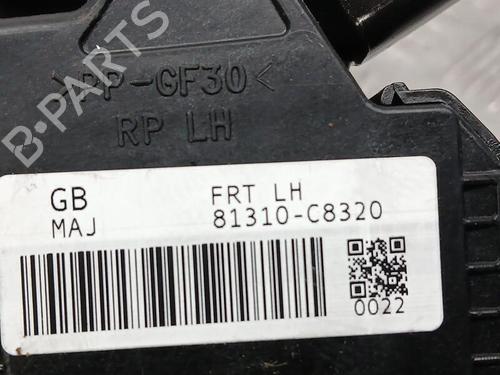 >PP-GF30<
RP LH
B-PARTS
GB FRT LH
MAJ 81310-C8320
0022